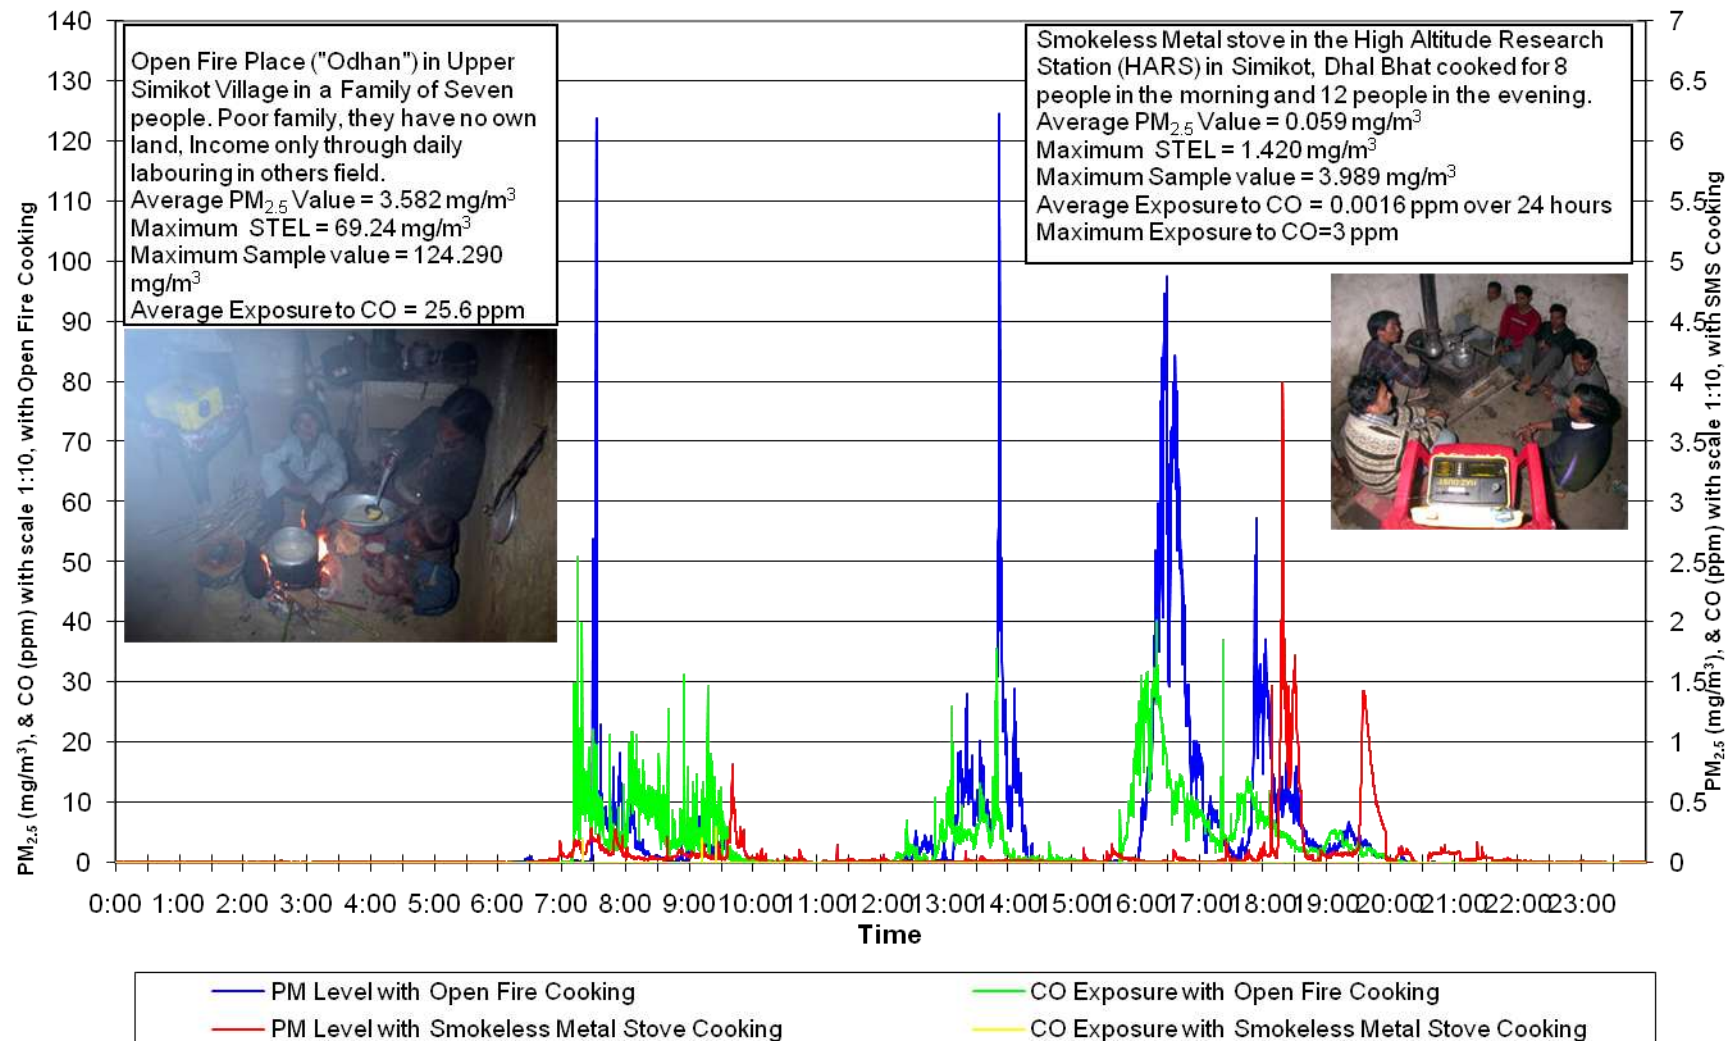 140
130
120
110
100
90
80
70
60
50
40
30
20
10
0
PM2.5 (mg/m³), & CO (ppm) with scale 1:10, with Open Fire Cooking
Open Fire Place ("Odhan") in Upper
Simikot Village in a Family of Seven
people. Poor family, they have no own
land, Income only through daily
labouring in others field.
Average PM2.5 Value = 3.582 mg/m³
Maximum STEL = 69.24 mg/m³
Maximum Sample value = 124.290
mg/m³
Average Exposure to CO = 25.6 ppm
Smokeless Metal stove in the High Altitude Research
Station (HARS) in Simikot, Dhal Bhat cooked for 8
people in the morning and 12 people in the evening.
Average PM2.5 Value = 0.059 mg/m³
Maximum STEL = 1.420 mg/m³
Maximum Sample value = 3.989 mg/m³
Average Exposure to CO = 0.0016 ppm over 24 hours
Maximum Exposure to CO=3 ppm
HAZ-DUST
7
6.5
6
5.5
5
4.5
4
3.5
3
2.5
2
1.5
1
0.5
0
PM2.5 (mg/m³), & CO (ppm) with scale 1:10, with SMS Cooking
0:00 1:00 2:00 3:00 4:00 5:00 6:00 7:00 8:00 9:00 10:00 11:00 12:00 13:00 14:00 15:00 16:00 17:00 18:00 19:00 20:00 21:00 22:00 23:00
Time
PM Level with Open Fire Cooking
CO Exposure with Open Fire Cooking
PM Level with Smokeless Metal Stove Cooking
CO Exposure with Smokeless Metal Stove Cooking